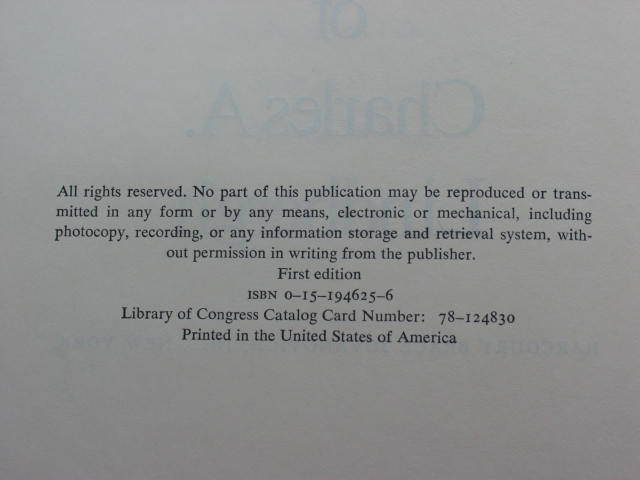 of
Charles A.
All rights reserved. No part of this publication may be reproduced or trans-
mitted in any form or by any means, electronic or mechanical, including
photocopy, recording, or any information storage and retrieval system, with-
out permission in writing from the publisher.
First edition
ISBN 0-15-194625-6
Library of Congress Catalog Card Number: 78-124830
Printed in the United States of America
HARCOURT